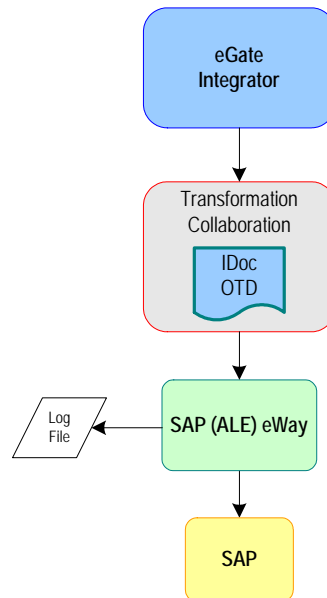 eGate
Integrator
Transformation
Collaboration
IDoc
OTD
Log
File
SAP (ALE) eWay
SAP